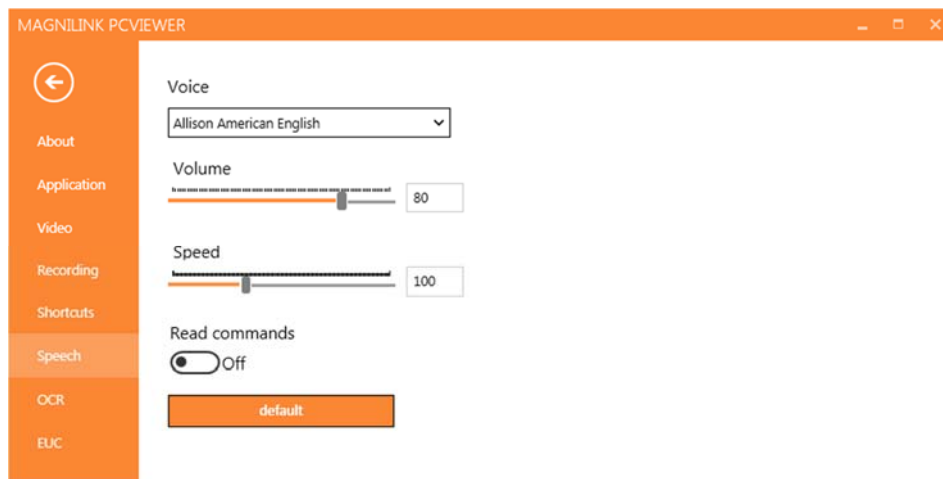 MAGNILINK PCVIEWER
About
Application
Video
Recording
Shortcuts
Speech
OCR
EUC
Voice
Allison American English
Volume
80
Speed
100
Read commands
Off
default